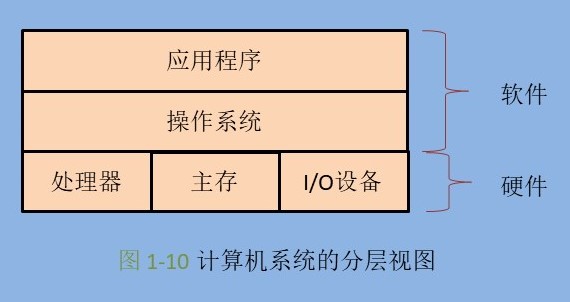 应用程序
软件
操作系统
处理器 主存 I/O设备
硬件
图 1-10 计算机系统的分层视图